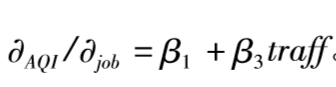 ∂_{AQI}/∂_{job} = β₁ + β₃traff。